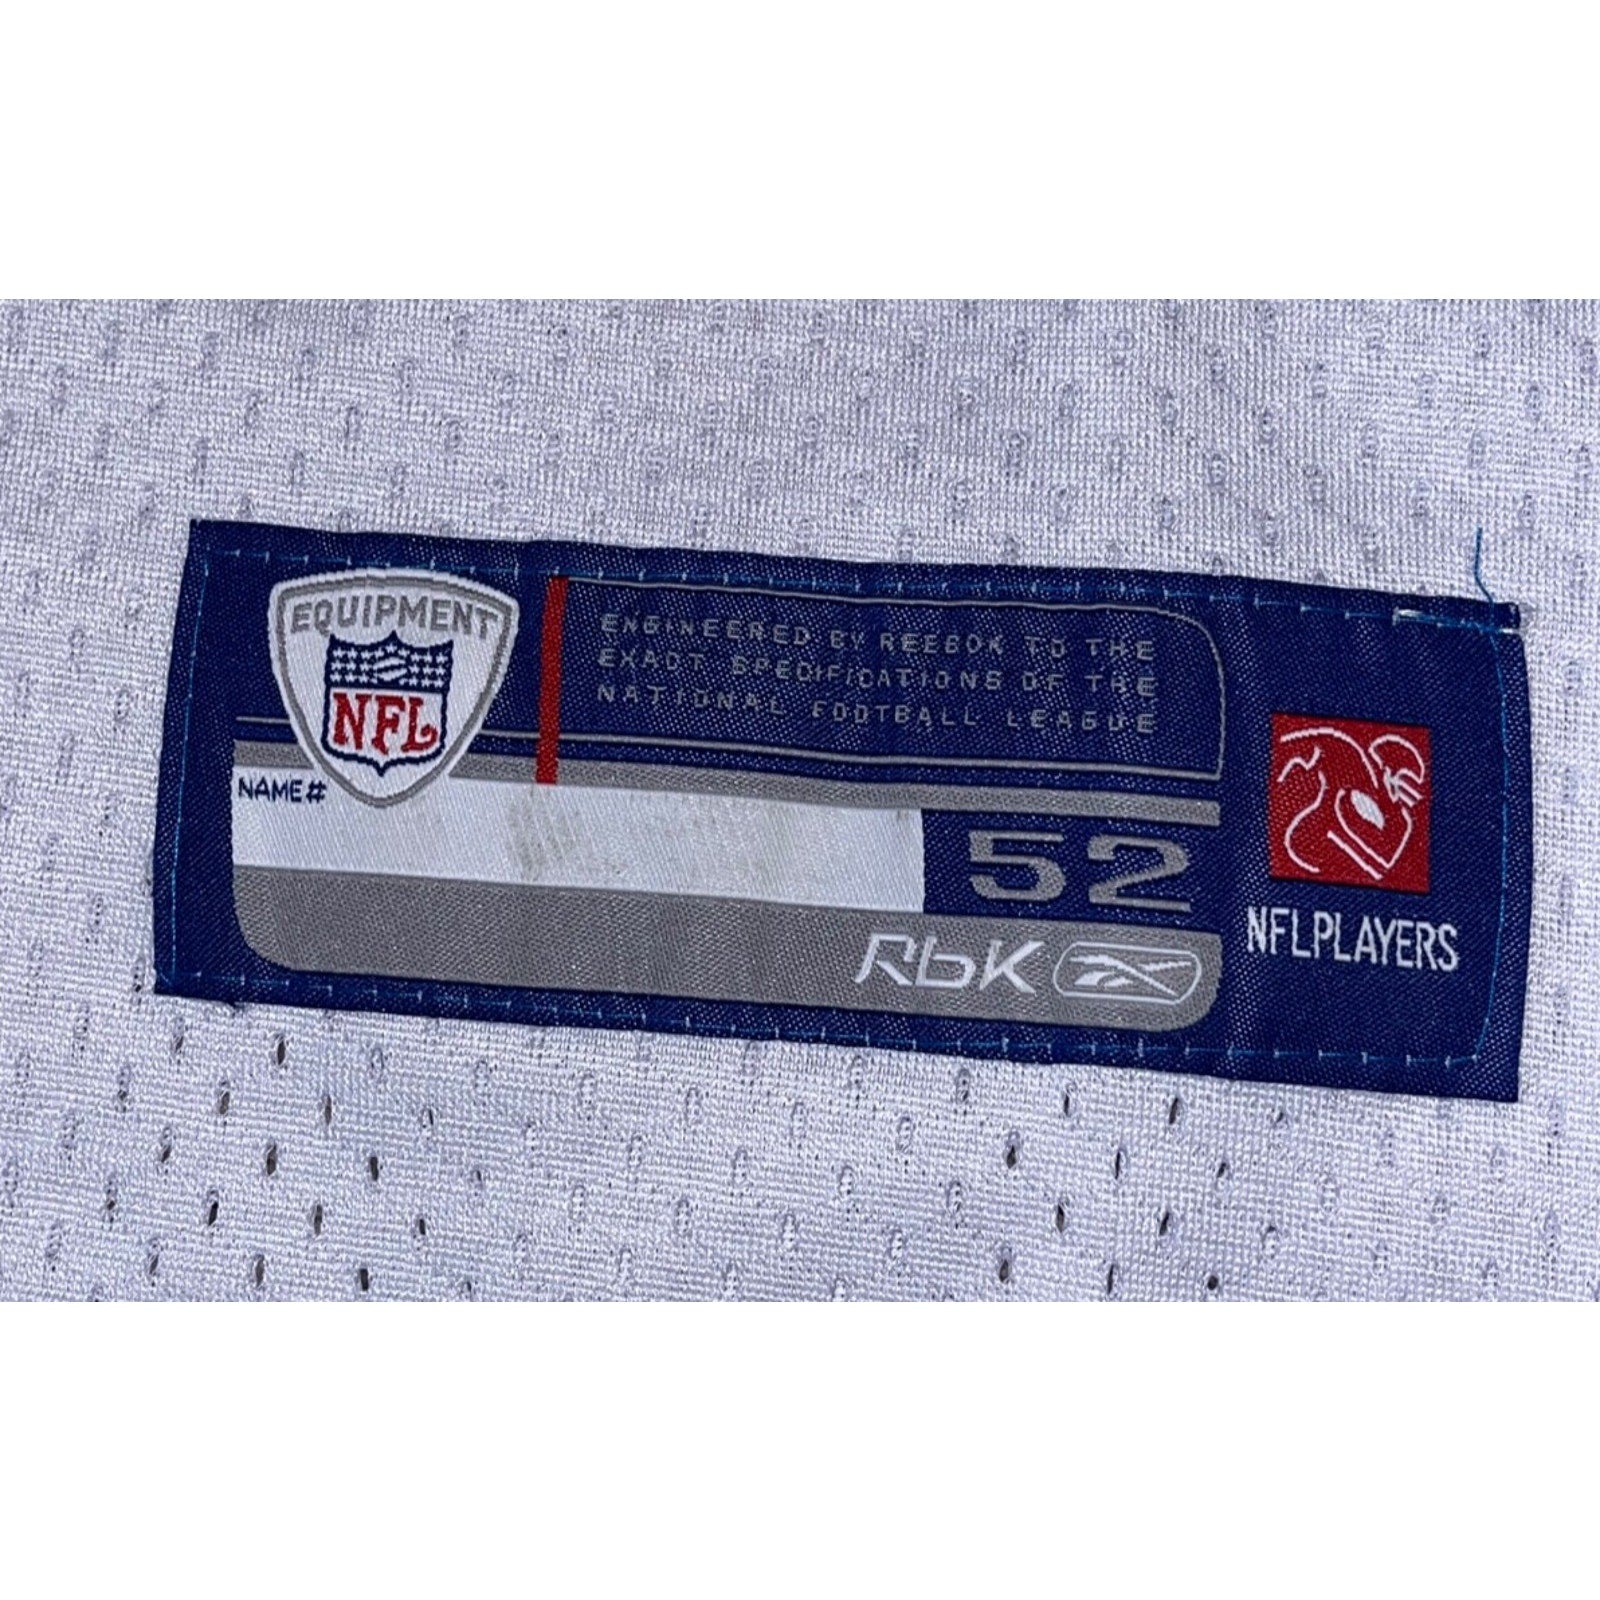 EQUIPMENT
NFL
ENGINEERED BY REEBOK TO THE
EXACT SPECIFICATIONS OF THE
NATIONAL FOOTBALL LEAGUE
NAME#
52
RbK
NFLPLAYERS